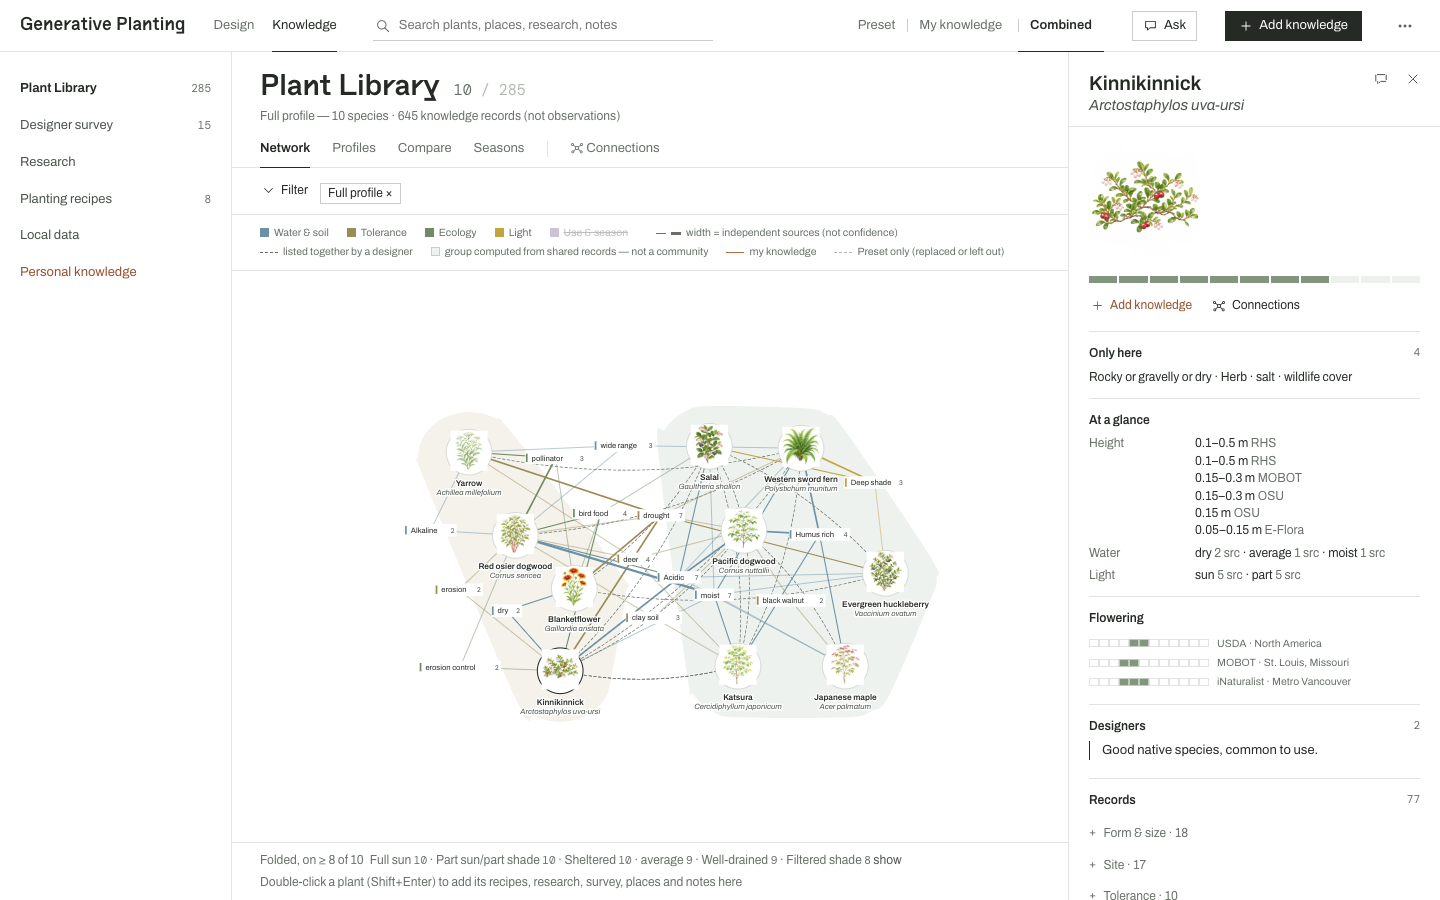 Generative Planting
Design
Knowledge
Search plants, places, research, notes
Preset
My knowledge
Combined
Ask
+ Add knowledge
Plant Library 285
Designer survey 15
Research
Planting recipes 8
Local data
Personal knowledge
Plant Library 10 / 285
Full profile — 10 species · 645 knowledge records (not observations)
Network Profiles Compare Seasons Connections
Filter Full profile ×
Water & soil Tolerance Ecology Light Use & season width = independent sources (not confidence)
listed together by a designer group computed from shared records — not a community my knowledge Preset only (replaced or left out)
wide range 3
pollinator 3
Yarrow
Achillea millefolium
Salal
Gaultheria shallon
Western sword fern
Polystichum munitum
Deep shade 3
bird food 4
drought 7
Alkaline 2
Humus rich 4
deer 4
Pacific dogwood
Cornus nuttallii
Red osier dogwood
Cornus sericea
Acidic 7
erosion 2
moist 7
black walnut 2
Evergreen huckleberry
Vaccinium ovatum
dry 2
Blanketflower
Gaillardia aristata
clay soil 3
erosion control 2
Kinnikinnick
Arctostaphylos uva-ursi
Katsura
Cercidiphyllum japonicum
Japanese maple
Acer palmatum
Folded, on ≥ 8 of 10 Full sun 10 · Part sun/part shade 10 · Sheltered 10 · average 9 · Well-drained 9 · Filtered shade 8 show
Double-click a plant (Shift+Enter) to add its recipes, research, survey, places and notes here
Kinnikinnick
Arctostaphylos uva-ursi
+ Add knowledge Connections
Only here 4
Rocky or gravelly or dry · Herb · salt · wildlife cover
At a glance
Height 0.1–0.5 m RHS
0.1–0.5 m RHS
0.15–0.3 m MOBOT
0.15–0.3 m OSU
0.15 m OSU
0.05–0.15 m E-Flora
Water dry 2 src · average 1 src · moist 1 src
Light sun 5 src · part 5 src
Flowering
USDA · North America
MOBOT · St. Louis, Missouri
iNaturalist · Metro Vancouver
Designers 2
Good native species, common to use.
Records 77
+ Form & size · 18
+ Site · 17
+ Tolerance · 10